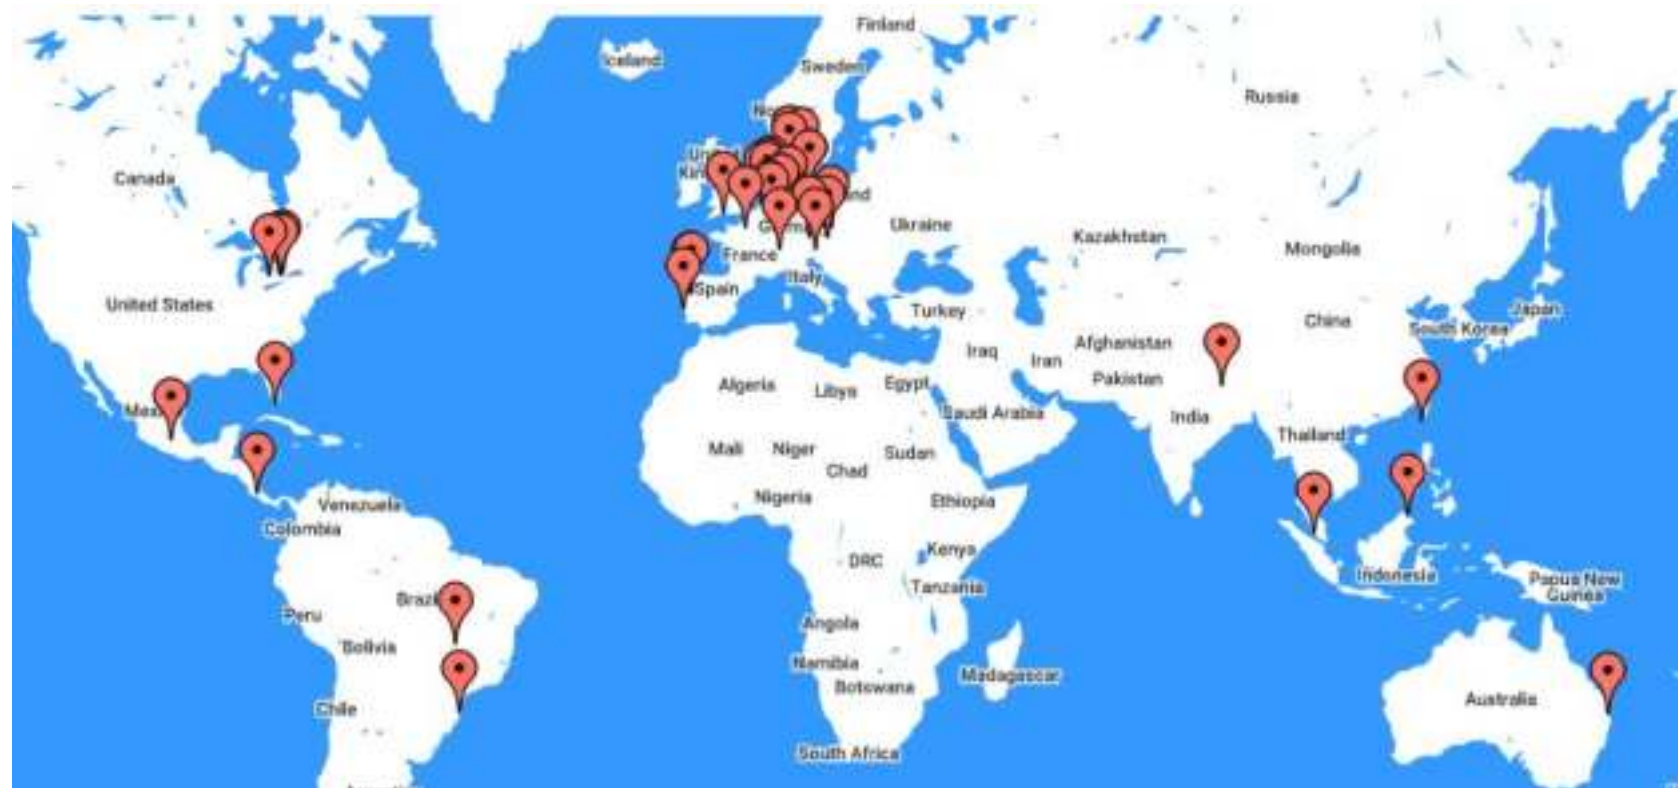 Finland
Iceland
Sweden
Russia
Canada
Ukraine
Kazakhstan
Mongolia
France
Italy
Spain
United States
Turkey
Japan
China
South Korea
Iraq
Iran
Afghanistan
Pakistan
Algeria
Libya
Egypt
Saudi Arabia
India
Thailand
Mali
Niger
Chad
Sudan
Nigeria
Ethiopia
Venezuela
Colombia
DRC
Kenya
Tanzania
Indonesia
Papua New
Guinea
Peru
Bolivia
Angola
Namibia
Botswana
Madagascar
Australia
Chile
South Africa